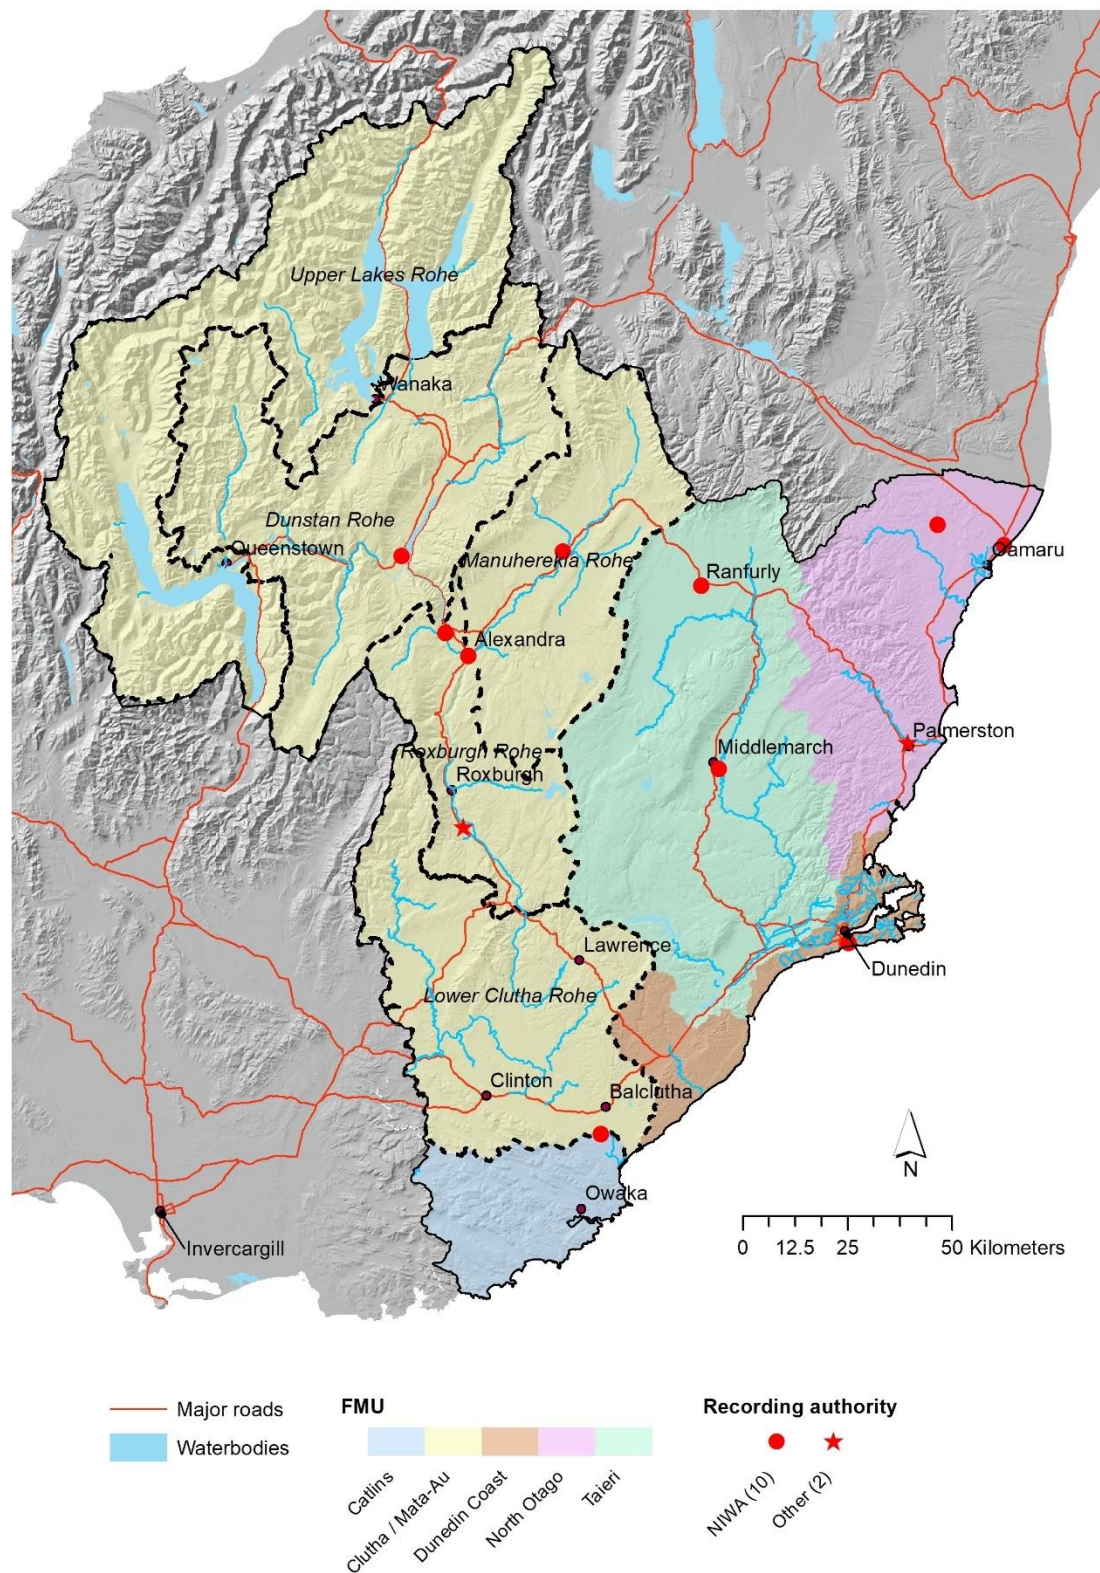 Upper Lakes Rohe
Wanaka
Dunstan Rohe
Queenstown
Manuherekia Rohe
Ranfurly
Oamaru
Alexandra
Palmerston
Middlemarch
Roxburgh Rohe
Roxburgh
Lawrence
Dunedin
Lower Clutha Rohe
Clinton
Balclutha
N
Owaka
Invercargill
0 12.5 25 50 Kilometers
Major roads
Waterbodies
FMU
Catlins
Clutha / Mata-Au
Dunedin Coast
North Otago
Taieri
Recording authority
NIWA (10)
Other (2)